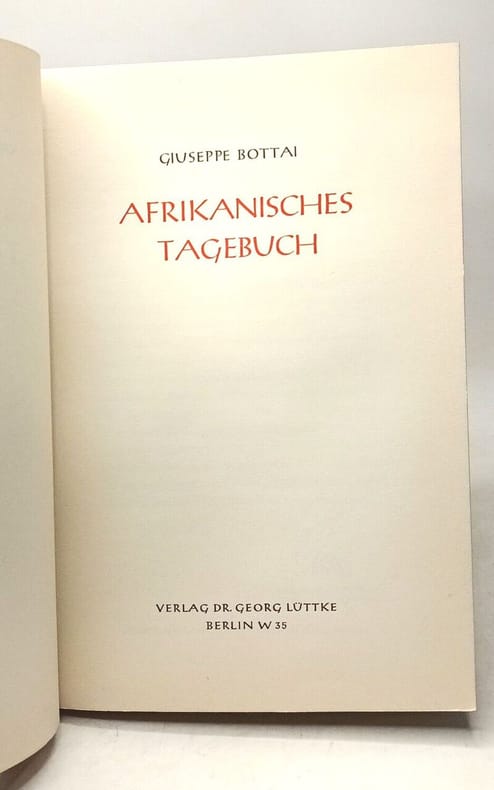 GIUSEPPE BOTTAI
AFRIKANISCHES
TAGEBUCH
VERLAG DR. GEORG LÜTTKE
BERLIN W 35